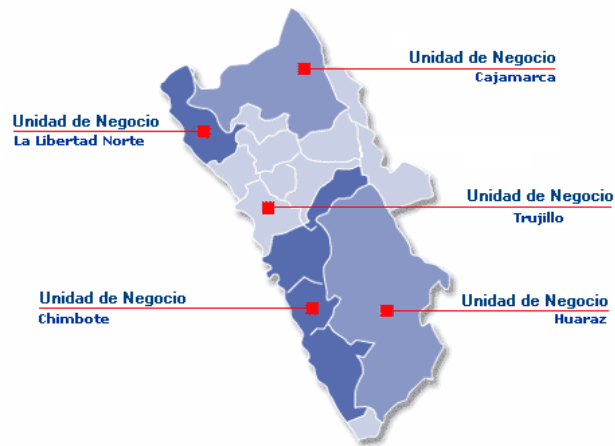 Unidad de Negocio
Cajamarca
Unidad de Negocio
La Libertad Norte
Unidad de Negocio
Trujillo
Unidad de Negocio
Chimbote
Unidad de Negocio
Huaraz